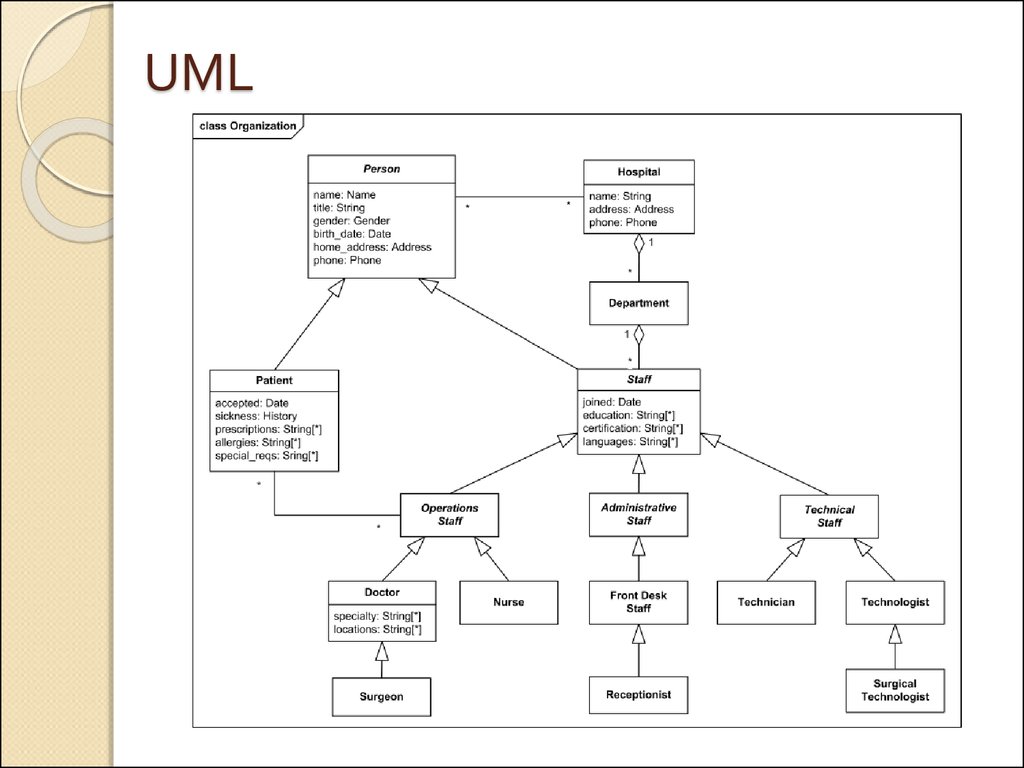 UML
class Organization
Person
name: Name
title: String
gender: Gender
birth_date: Date
home_address: Address
phone: Phone
*
*
Hospital
name: String
address: Address
phone: Phone
1
*
Department
1
*
Patient
accepted: Date
sickness: History
prescriptions: String[*]
allergies: String[*]
special_reqs: Sring[*]
*
*
Staff
joined: Date
education: String[*]
certification: String[*]
languages: String[*]
Operations
Staff
Administrative
Staff
Technical
Staff
Doctor
specialty: String[*]
locations: String[*]
Nurse
Front Desk
Staff
Technician
Technologist
Surgeon
Receptionist
Surgical
Technologist